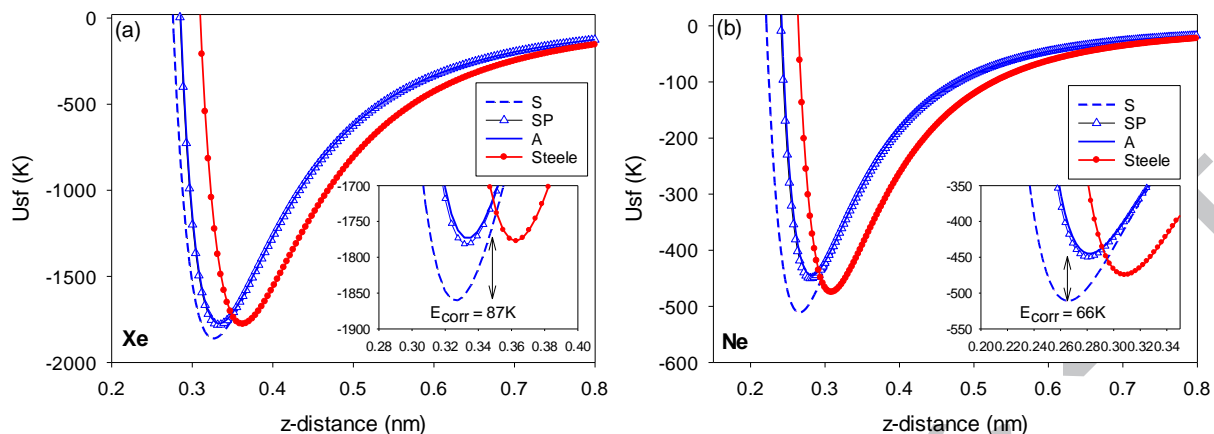 (a)
Usf (K)
0
-500
-1000
-1500
-2000
0.2 0.3 0.4 0.5 0.6 0.7 0.8
z-distance (nm)
Xe
S
SP
A
Steele
-1700
-1750
-1800
-1850
-1900
0.28 0.30 0.32 0.34 0.36 0.38 0.40
Ecorr = 87K
(b)
Usf (K)
0
-100
-200
-300
-400
-500
-600
0.2 0.3 0.4 0.5 0.6 0.7 0.8
z-distance (nm)
Ne
S
SP
A
Steele
-350
-400
-450
-500
-550
0.20 0.22 0.24 0.26 0.28 0.30 0.32 0.34
Ecorr = 66K